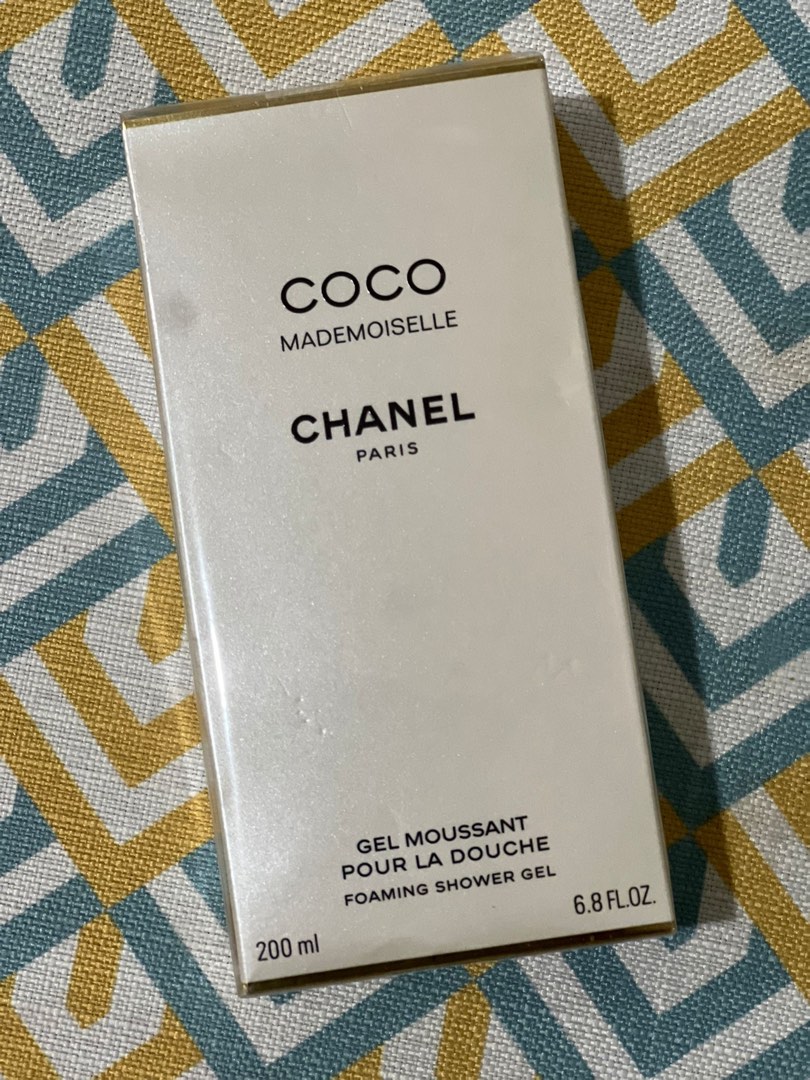 COCO
MADEMOISELLE
CHANEL
PARIS
GEL MOUSSANT
POUR LA DOUCHE
FOAMING SHOWER GEL
200 ml 6.8 FL.OZ.